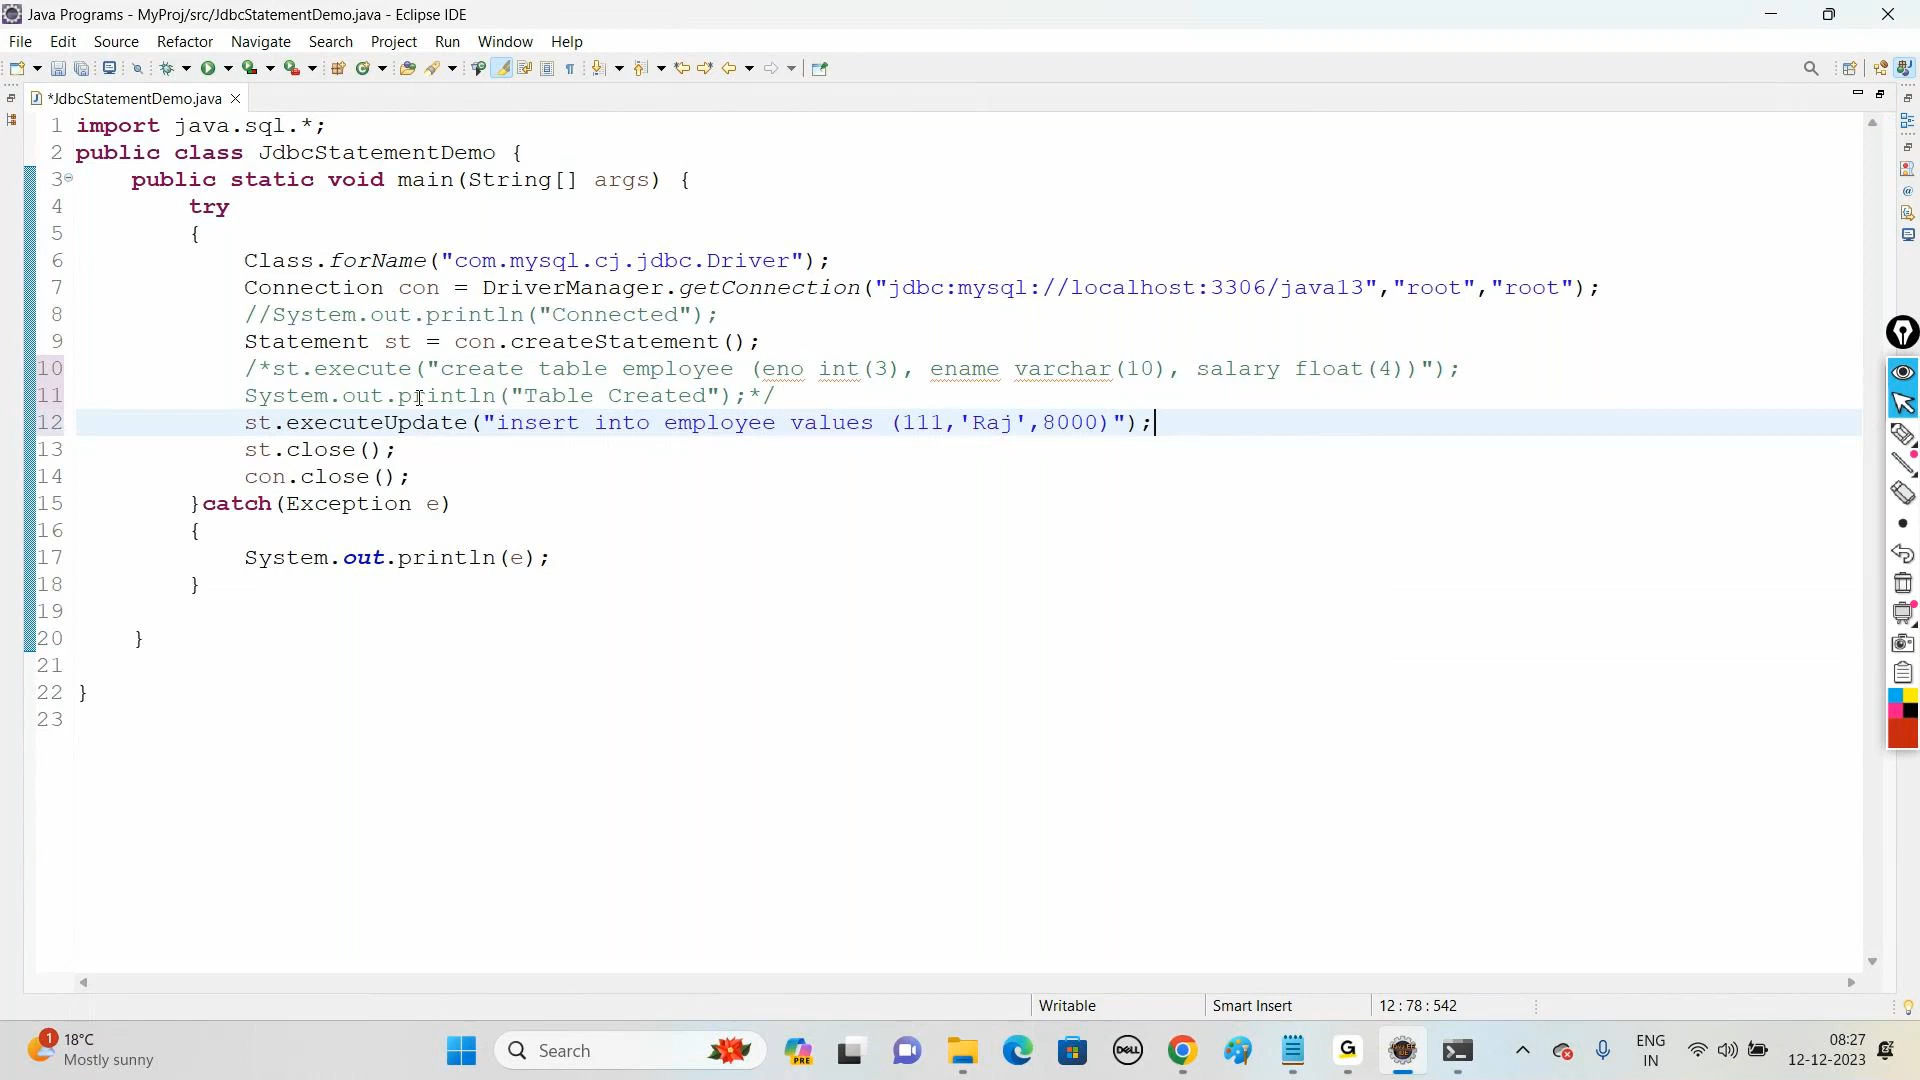 Java Programs - MyProj/src/JdbcStatementDemo.java - Eclipse IDE
File Edit Source Refactor Navigate Search Project Run Window Help
*JdbcStatementDemo.java
1 import java.sql.*;
2 public class JdbcStatementDemo {
3 public static void main(String[] args) {
4 try
5 {
6 Class.forName("com.mysql.cj.jdbc.Driver");
7 Connection con = DriverManager.getConnection("jdbc:mysql://localhost:3306/java13","root","root");
8 //System.out.println("Connected");
9 Statement st = con.createStatement();
10 /*st.execute("create table employee (eno int(3), ename varchar(10), salary float(4))");
11 System.out.println("Table Created");*/
12 st.executeUpdate("insert into employee values (111,'Raj',8000)");
13 st.close();
14 con.close();
15 }catch(Exception e)
16 {
17 System.out.println(e);
18 }
19
20 }
21
22 }
23
Writable Smart Insert 12 : 78 : 542
1 18°C
Mostly sunny
Search
PRE
DELL
G
ENG
IN
08:27
12-12-2023